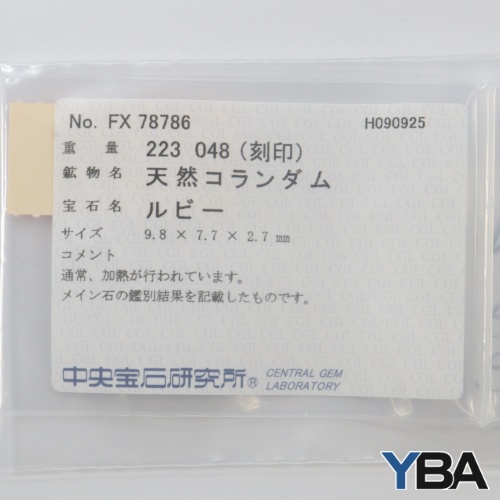 No. FX 78786 H090925
重量 223 048 (刻印)
鉱物名 天然コランダム
宝石名 ルビー
サイズ 9.8 × 7.7 × 2.7 mm
コメント
通常、加熱が行われています。
メイン石の鑑別結果を記載したものです。
中央宝石研究所® CENTRAL GEM
LABORATORY
YBA